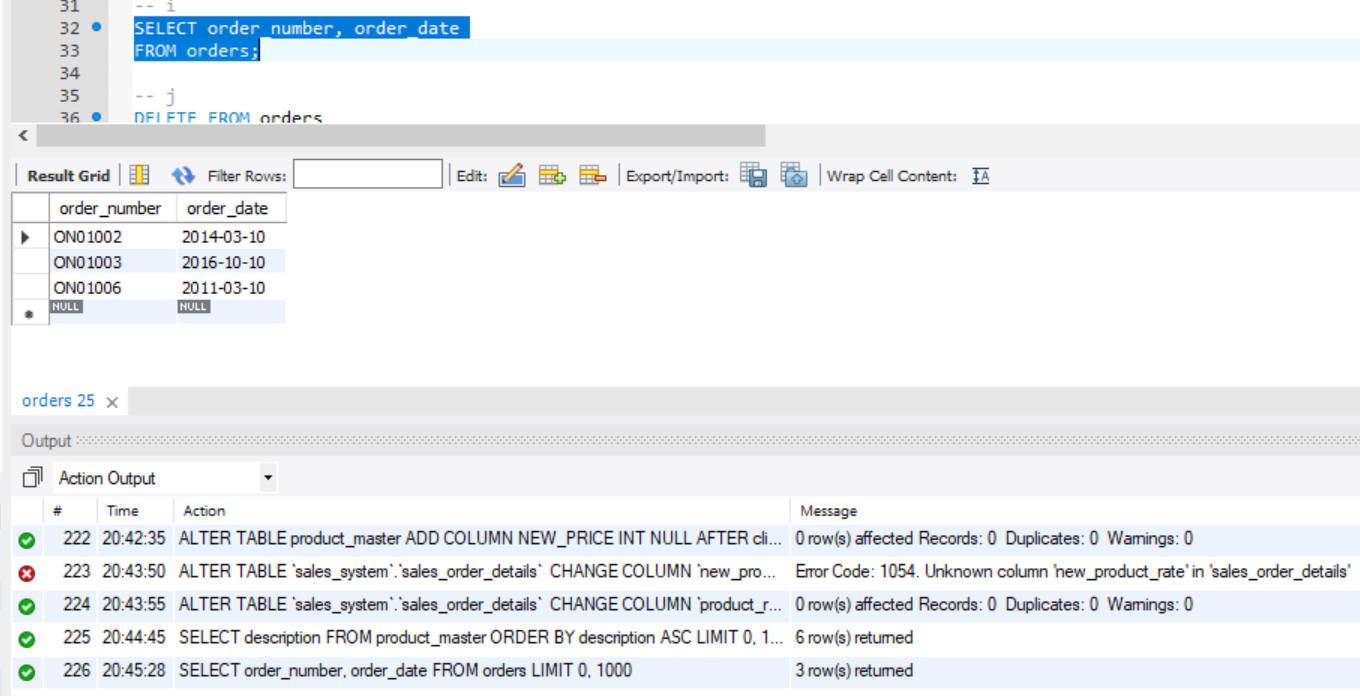 31 -- i
32 SELECT order_number, order_date
33 FROM orders;
34
35 -- j
36 DELETE FROM orders
Result Grid Filter Rows: Edit: Export/Import: Wrap Cell Content: IA
order_number order_date
ON01002 2014-03-10
ON01003 2016-10-10
ON01006 2011-03-10
NULL NULL
orders 25
Output
Action Output
# Time Action Message
222 20:42:35 ALTER TABLE product_master ADD COLUMN NEW_PRICE INT NULL AFTER cli... 0 row(s) affected Records: 0 Duplicates: 0 Warnings: 0
223 20:43:50 ALTER TABLE `sales_system`.`sales_order_details` CHANGE COLUMN `new_pro... Error Code: 1054. Unknown column 'new_product_rate' in 'sales_order_details'
224 20:43:55 ALTER TABLE `sales_system`.`sales_order_details` CHANGE COLUMN `product_r... 0 row(s) affected Records: 0 Duplicates: 0 Warnings: 0
225 20:44:45 SELECT description FROM product_master ORDER BY description ASC LIMIT 0, 1... 6 row(s) returned
226 20:45:28 SELECT order_number, order_date FROM orders LIMIT 0, 1000 3 row(s) returned